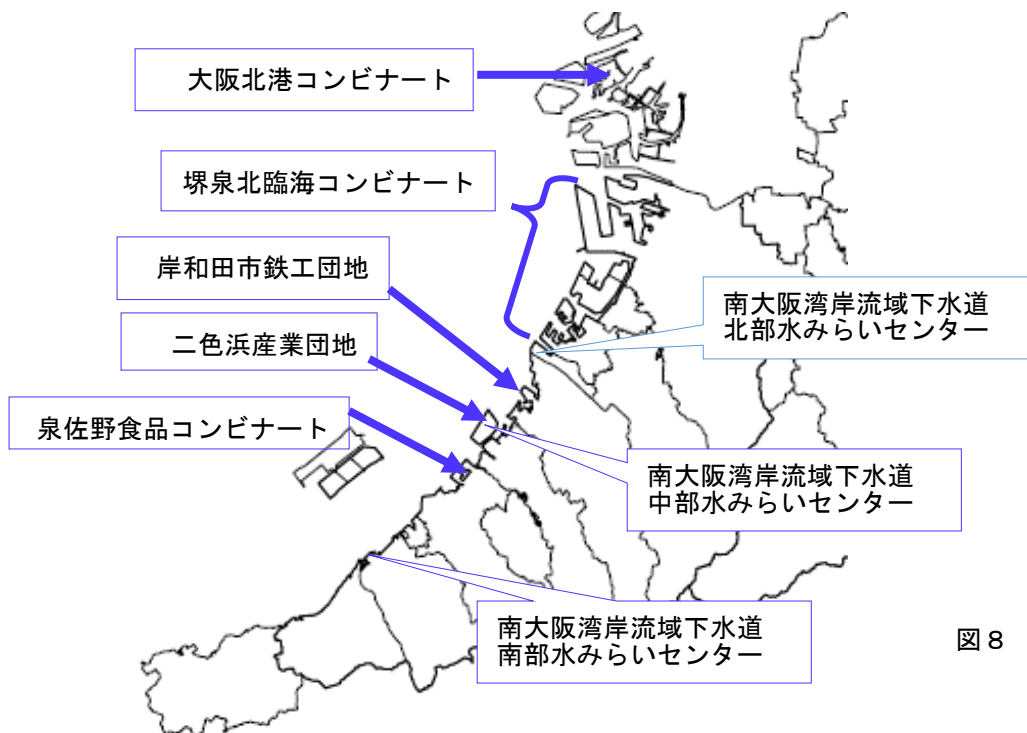 大阪北港コンビナート
堺泉北臨海コンビナート
岸和田市鉄工団地
二色浜産業団地
泉佐野食品コンビナート
南大阪湾岸流域下水道
北部水みらいセンター
南大阪湾岸流域下水道
中部水みらいセンター
南大阪湾岸流域下水道
南部水みらいセンター
図8